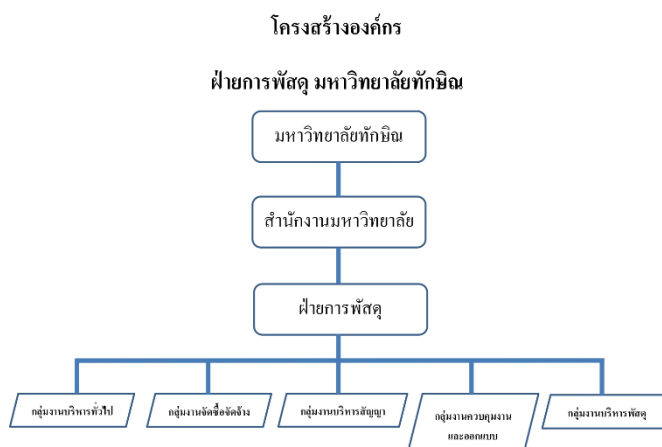 โครงสร้างองค์กร
ฝ่ายการพัสดุ มหาวิทยาลัยทักษิณ
มหาวิทยาลัยทักษิณ
สำนักงานมหาวิทยาลัย
ฝ่ายการพัสดุ
กลุ่มงานบริหารทั่วไป
กลุ่มงานจัดซื้อจัดจ้าง
กลุ่มงานบริหารสัญญา
กลุ่มงานควบคุมงาน
และออกแบบ
กลุ่มงานบริหารพัสดุ